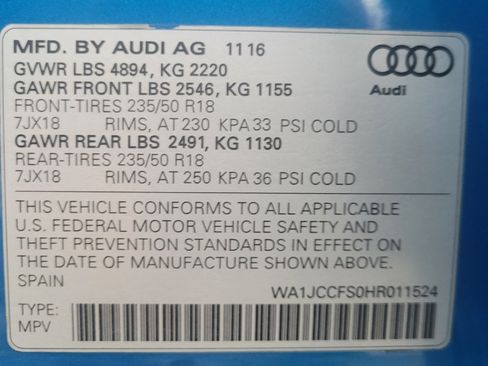 MFD. BY AUDI AG 11 16
GVWR LBS 4894, KG 2220
GAWR FRONT LBS 2546, KG 1155
FRONT-TIRES 235/50 R18
7JX18 RIMS, AT 230 KPA 33 PSI COLD
GAWR REAR LBS 2491, KG 1130
REAR-TIRES 235/50 R18
7JX18 RIMS, AT 250 KPA 36 PSI COLD
Audi
THIS VEHICLE CONFORMS TO ALL APPLICABLE
U.S. FEDERAL MOTOR VEHICLE SAFETY AND
THEFT PREVENTION STANDARDS IN EFFECT ON
THE DATE OF MANUFACTURE SHOWN ABOVE.
SPAIN
WA1JCCFS0HR011524
TYPE:
MPV